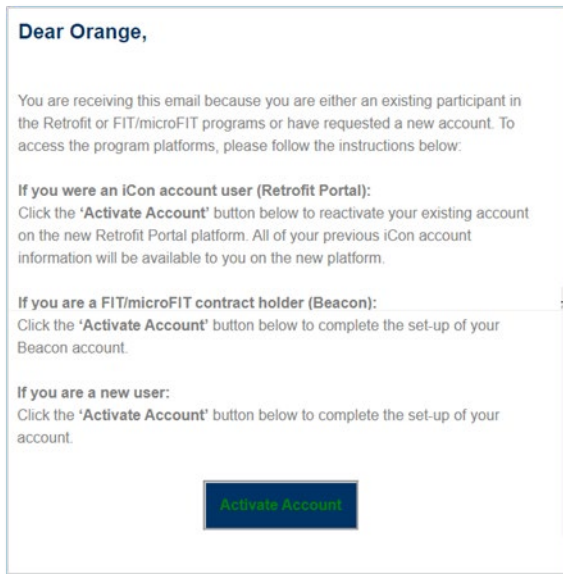 Dear Orange,
You are receiving this email because you are either an existing participant in
the Retrofit or FIT/microFIT programs or have requested a new account. To
access the program platforms, please follow the instructions below:
If you were an iCon account user (Retrofit Portal):
Click the ‘Activate Account’ button below to reactivate your existing account
on the new Retrofit Portal platform. All of your previous iCon account
information will be available to you on the new platform.
If you are a FIT/microFIT contract holder (Beacon):
Click the ‘Activate Account’ button below to complete the set-up of your
Beacon account.
If you are a new user:
Click the ‘Activate Account’ button below to complete the set-up of your
account.
Activate Account